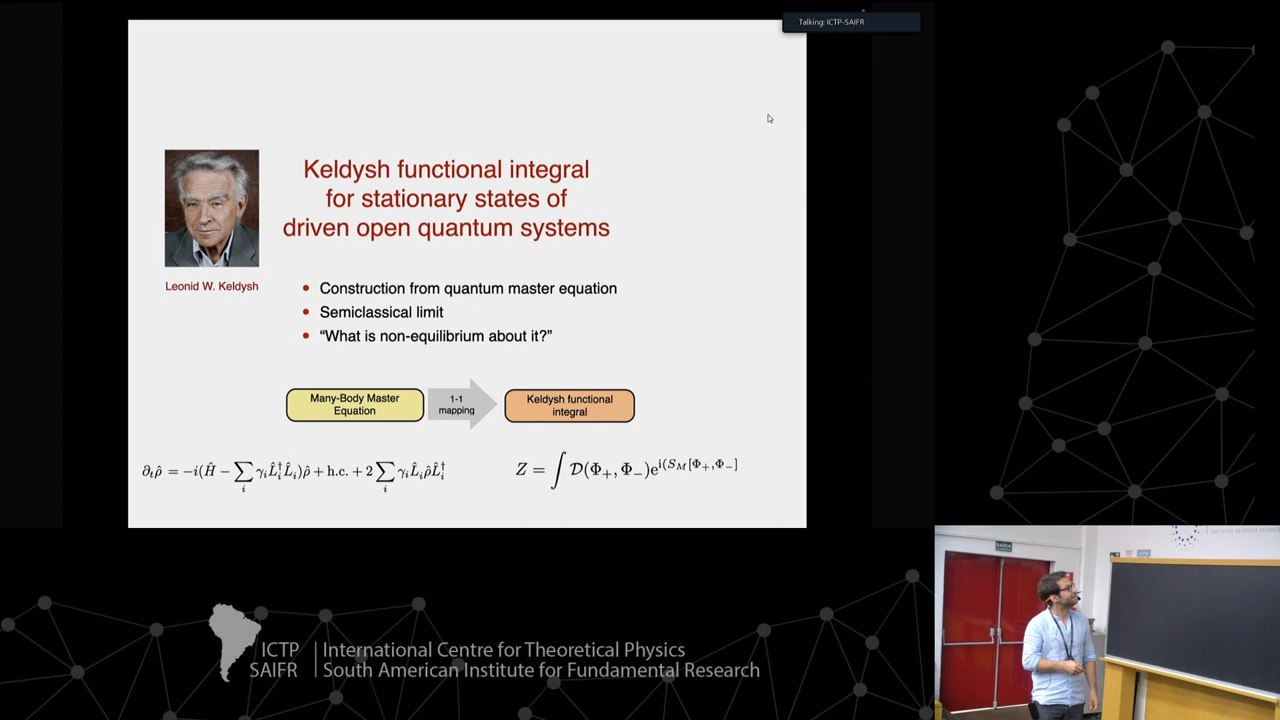 Talking: ICTP-SAIFR
Keldysh functional integral
for stationary states of
driven open quantum systems
Leonid W. Keldysh
• Construction from quantum master equation
• Semiclassical limit
• “What is non-equilibrium about it?”
Many-Body Master
Equation
1-1
mapping
Keldysh functional
integral
∂_t ρ̂ = −i(Ĥ − ∑_i γ_i L̂_i^† L̂_i)ρ̂ + h.c. + 2 ∑_i γ_i L̂_i ρ̂ L̂_i^†
Z = ∫ 𝒟(Φ_+, Φ_−)e^{i(S_M[Φ_+,Φ_−]}
SAÍDA
ICTP
SAIFR
International Centre for Theoretical Physics
South American Institute for Fundamental Research